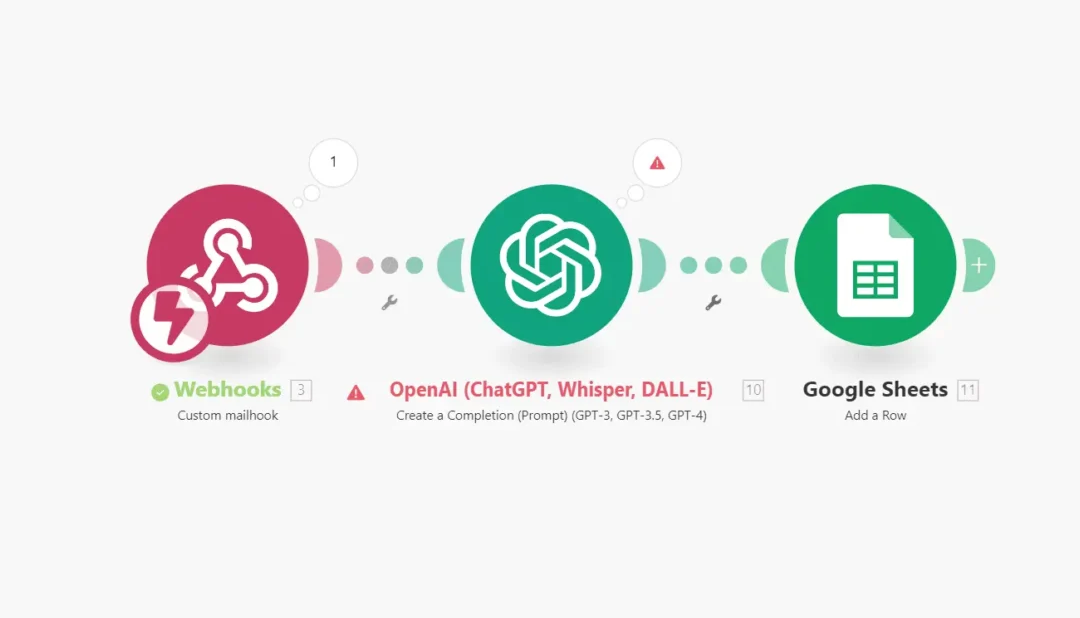 1
Webhooks 3
Custom mailhook
OpenAI (ChatGPT, Whisper, DALL-E) 10
Create a Completion (Prompt) (GPT-3, GPT-3.5, GPT-4)
Google Sheets 11
Add a Row